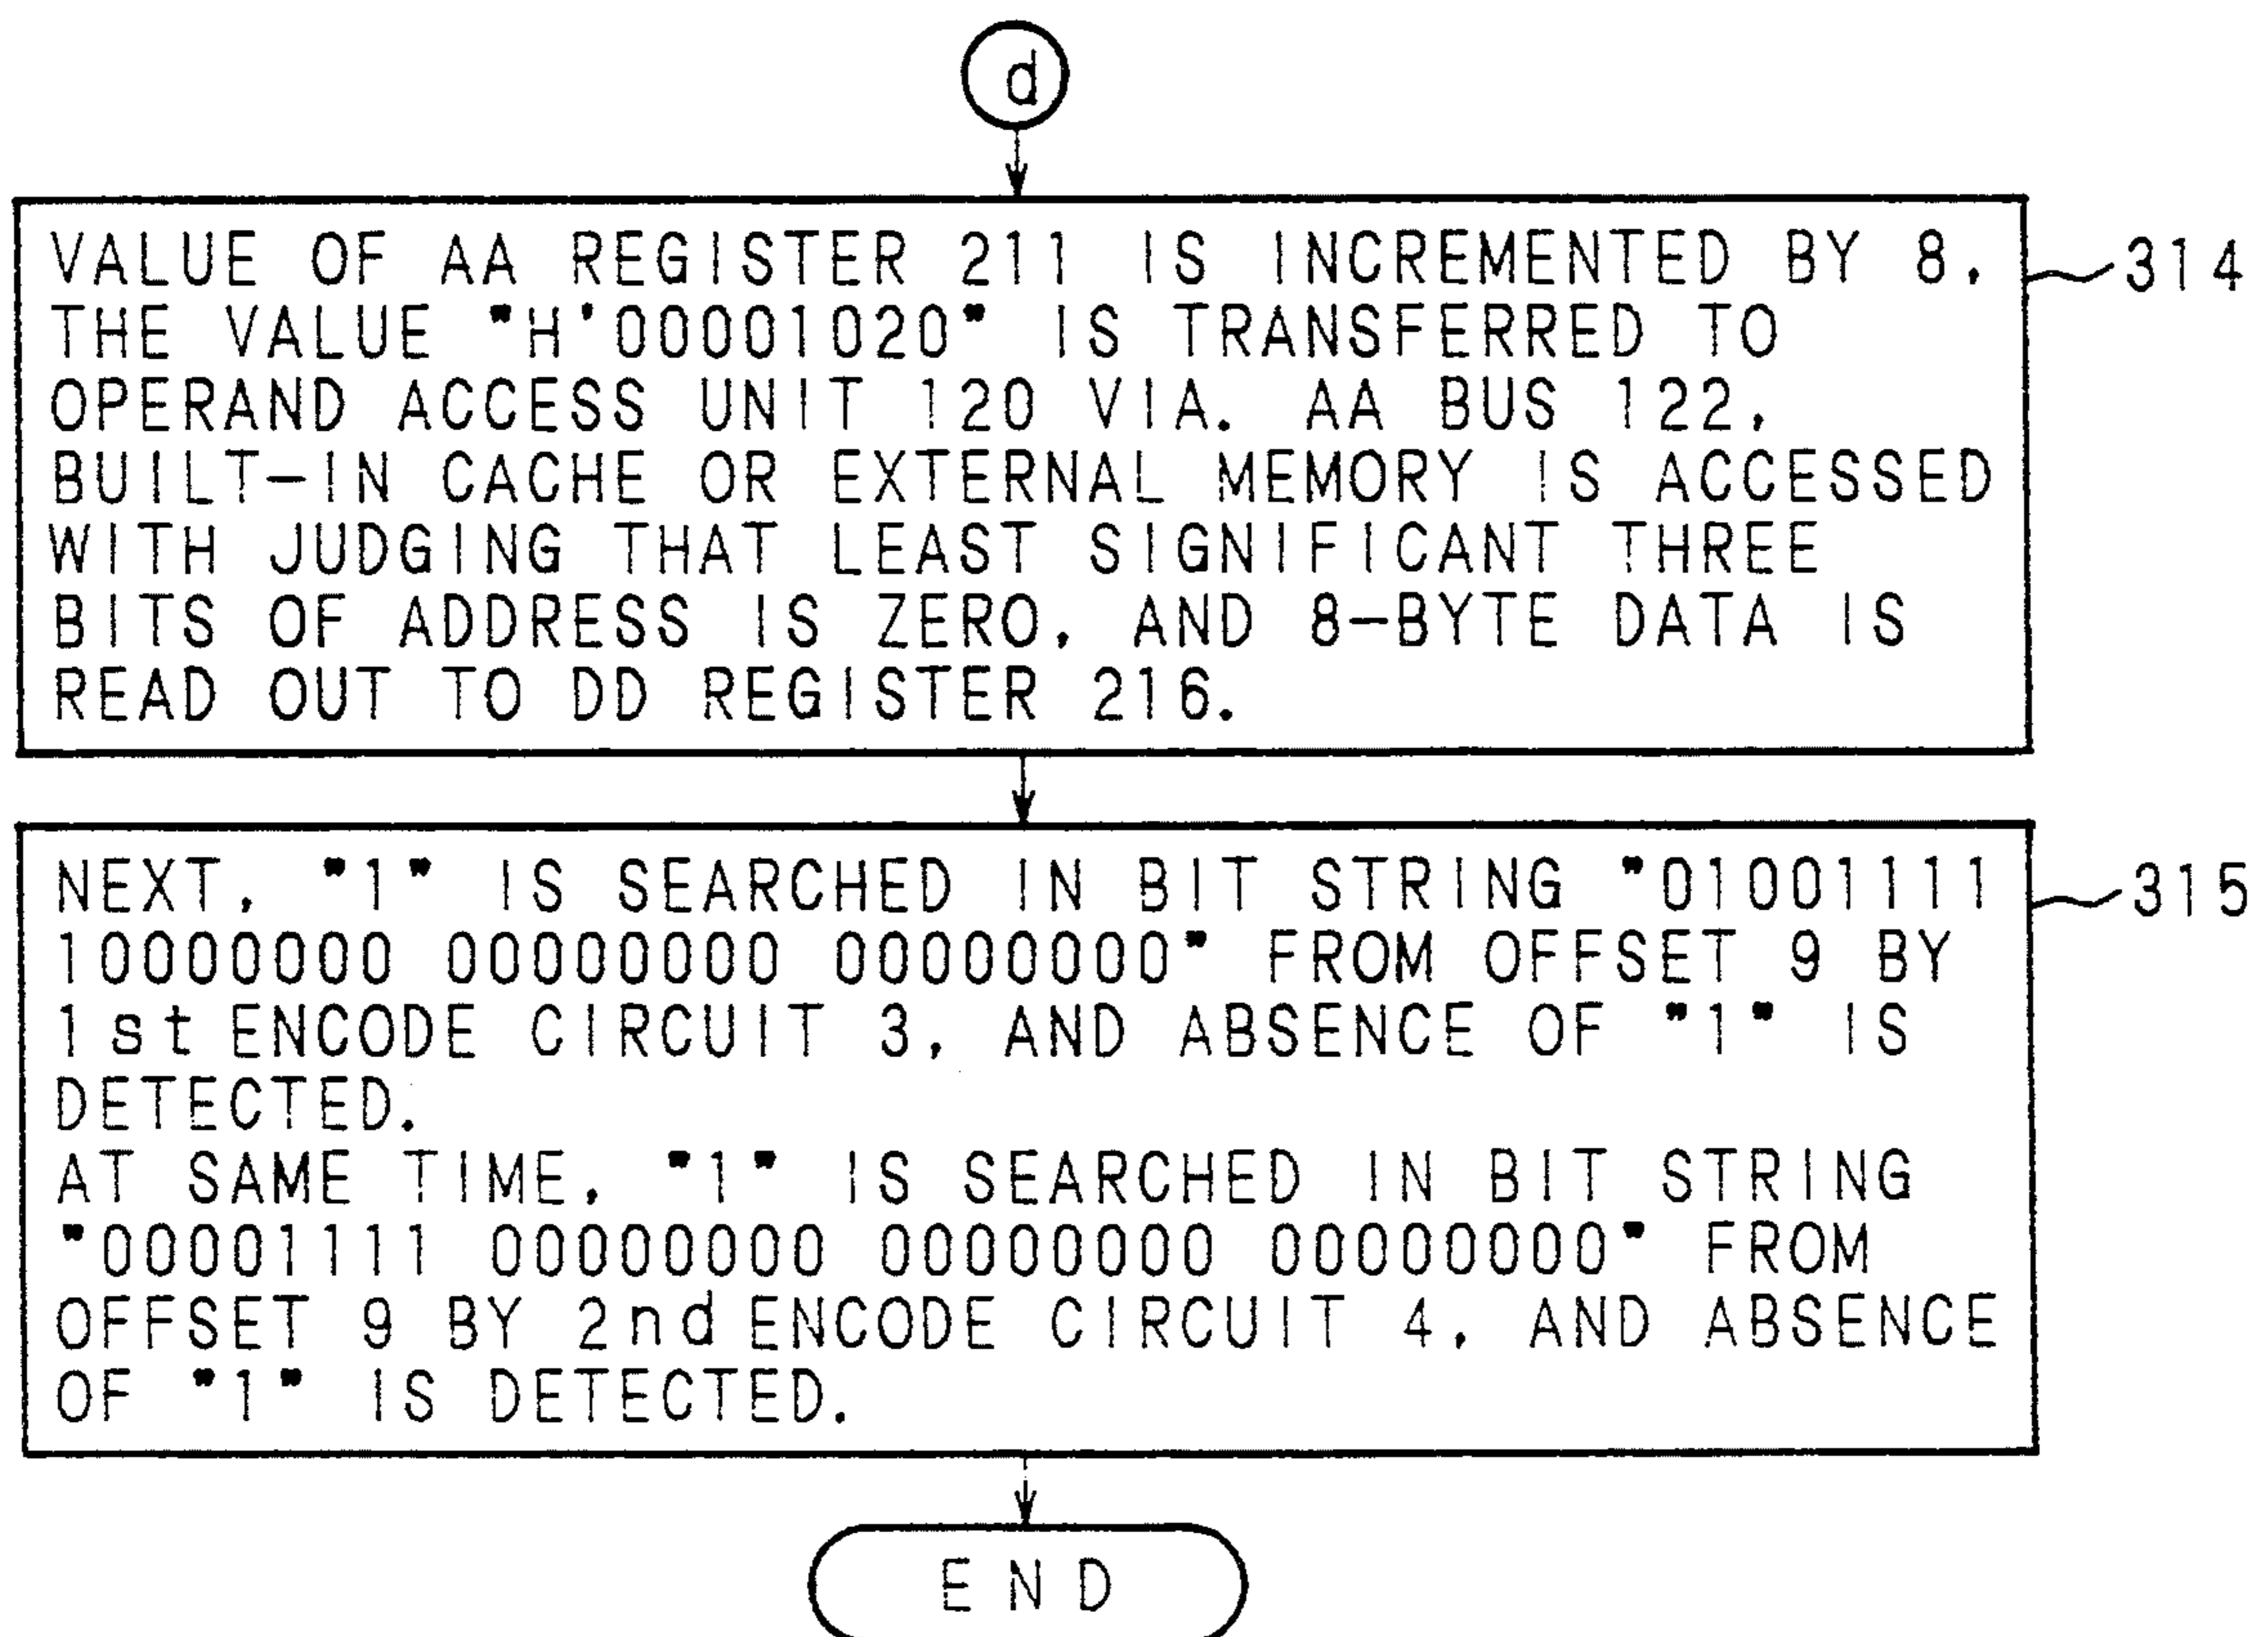 d
VALUE OF AA REGISTER 211 IS INCREMENTED BY 8,
THE VALUE "H'00001020" IS TRANSFERRED TO
OPERAND ACCESS UNIT 120 VIA. AA BUS 122,
BUILT-IN CACHE OR EXTERNAL MEMORY IS ACCESSED
WITH JUDGING THAT LEAST SIGNIFICANT THREE
BITS OF ADDRESS IS ZERO, AND 8-BYTE DATA IS
READ OUT TO DD REGISTER 216.
314
NEXT, "1" IS SEARCHED IN BIT STRING "01001111
10000000 00000000 00000000" FROM OFFSET 9 BY
1st ENCODE CIRCUIT 3, AND ABSENCE OF "1" IS
DETECTED.
AT SAME TIME, "1" IS SEARCHED IN BIT STRING
"00001111 00000000 00000000 00000000" FROM
OFFSET 9 BY 2nd ENCODE CIRCUIT 4, AND ABSENCE
OF "1" IS DETECTED.
315
END